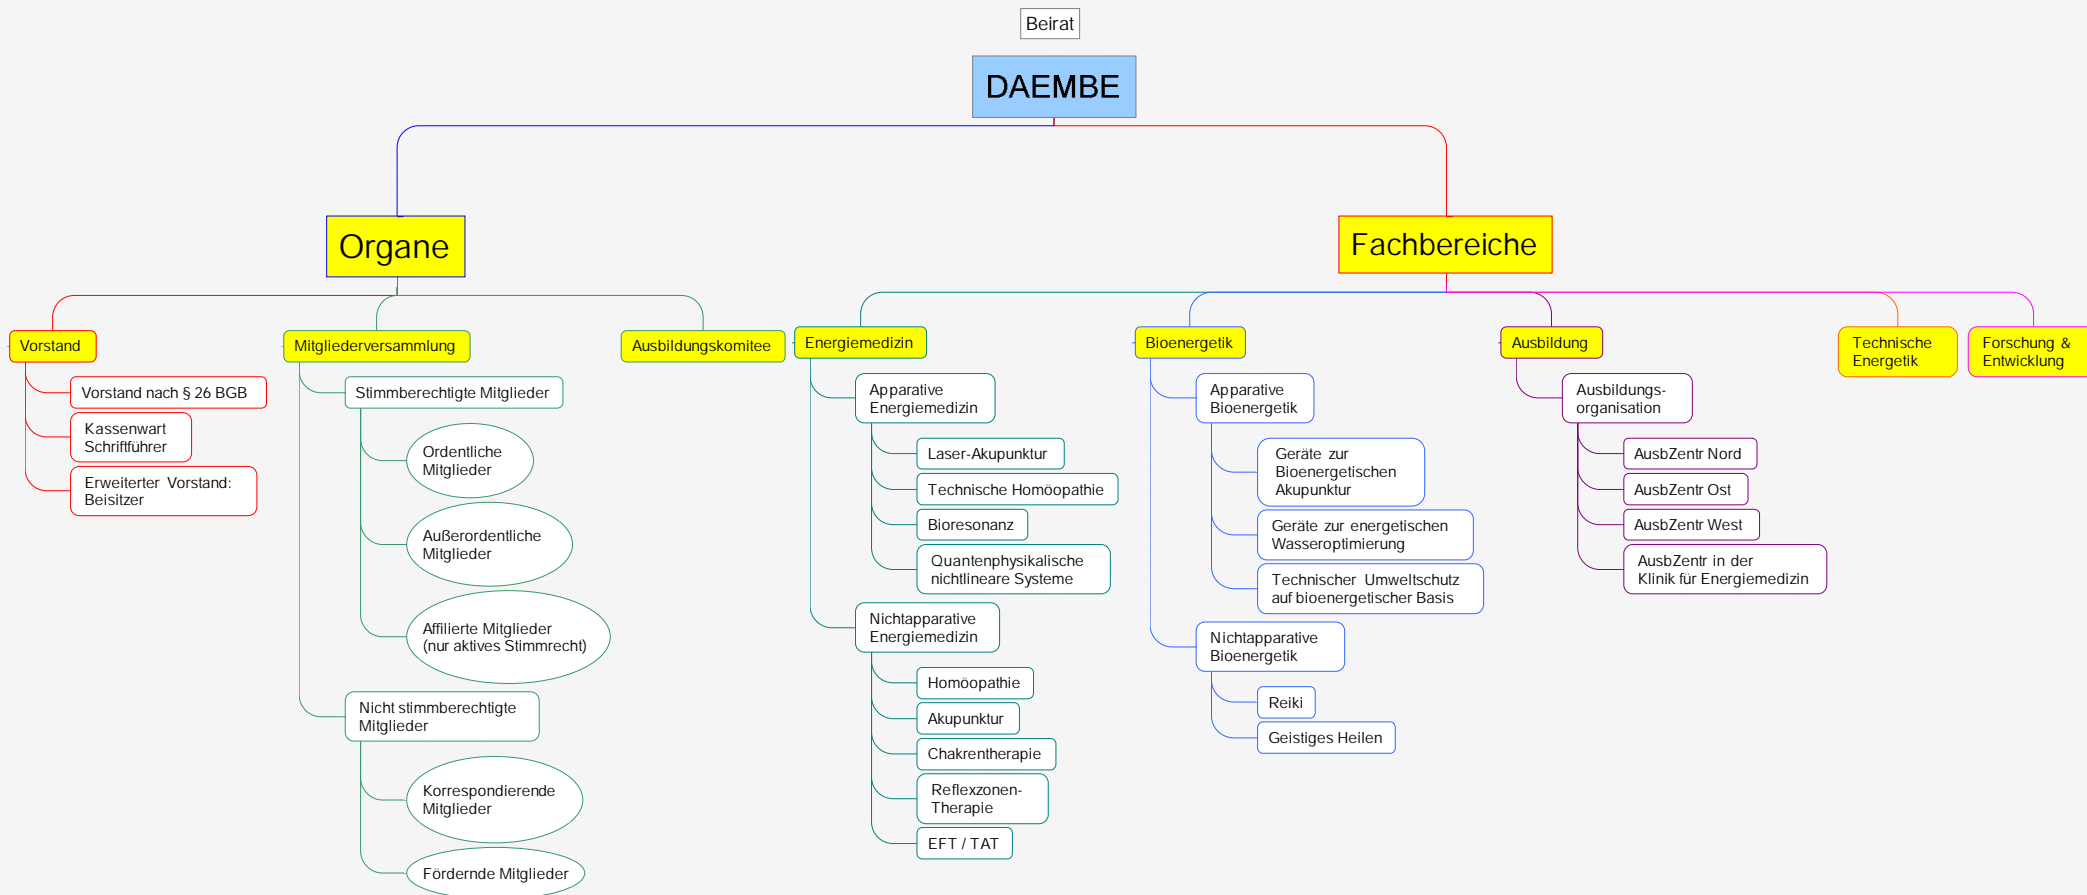 Beirat
DAEMBE
Organe
Fachbereiche
Vorstand
Vorstand nach § 26 BGB
Kassenwart
Schriftführer
Erweiterter Vorstand:
Beisitzer
Mitgliederversammlung
Stimmberechtigte Mitglieder
Ordentliche
Mitglieder
Außerordentliche
Mitglieder
Affilierte Mitglieder
(nur aktives Stimmrecht)
Nicht stimmberechtigte
Mitglieder
Korrespondierende
Mitglieder
Fördernde Mitglieder
Ausbildungskomitee
Energiemedizin
Apparative
Energiemedizin
Laser-Akupunktur
Technische Homöopathie
Bioresonanz
Quantenphysikalische
nichtlineare Systeme
Nichtapparative
Energiemedizin
Homöopathie
Akupunktur
Chakrentherapie
Reflexzonen-
Therapie
EFT / TAT
Bioenergetik
Apparative
Bioenergetik
Geräte zur
Bioenergetischen
Akupunktur
Geräte zur energetischen
Wasseroptimierung
Technischer Umweltschutz
auf bioenergetischer Basis
Nichtapparative
Bioenergetik
Reiki
Geistiges Heilen
Ausbildung
Ausbildungs-
organisation
AusbZentr Nord
AusbZentr Ost
AusbZentr West
AusbZentr in der
Klinik für Energiemedizin
Technische
Energetik
Forschung &
Entwicklung